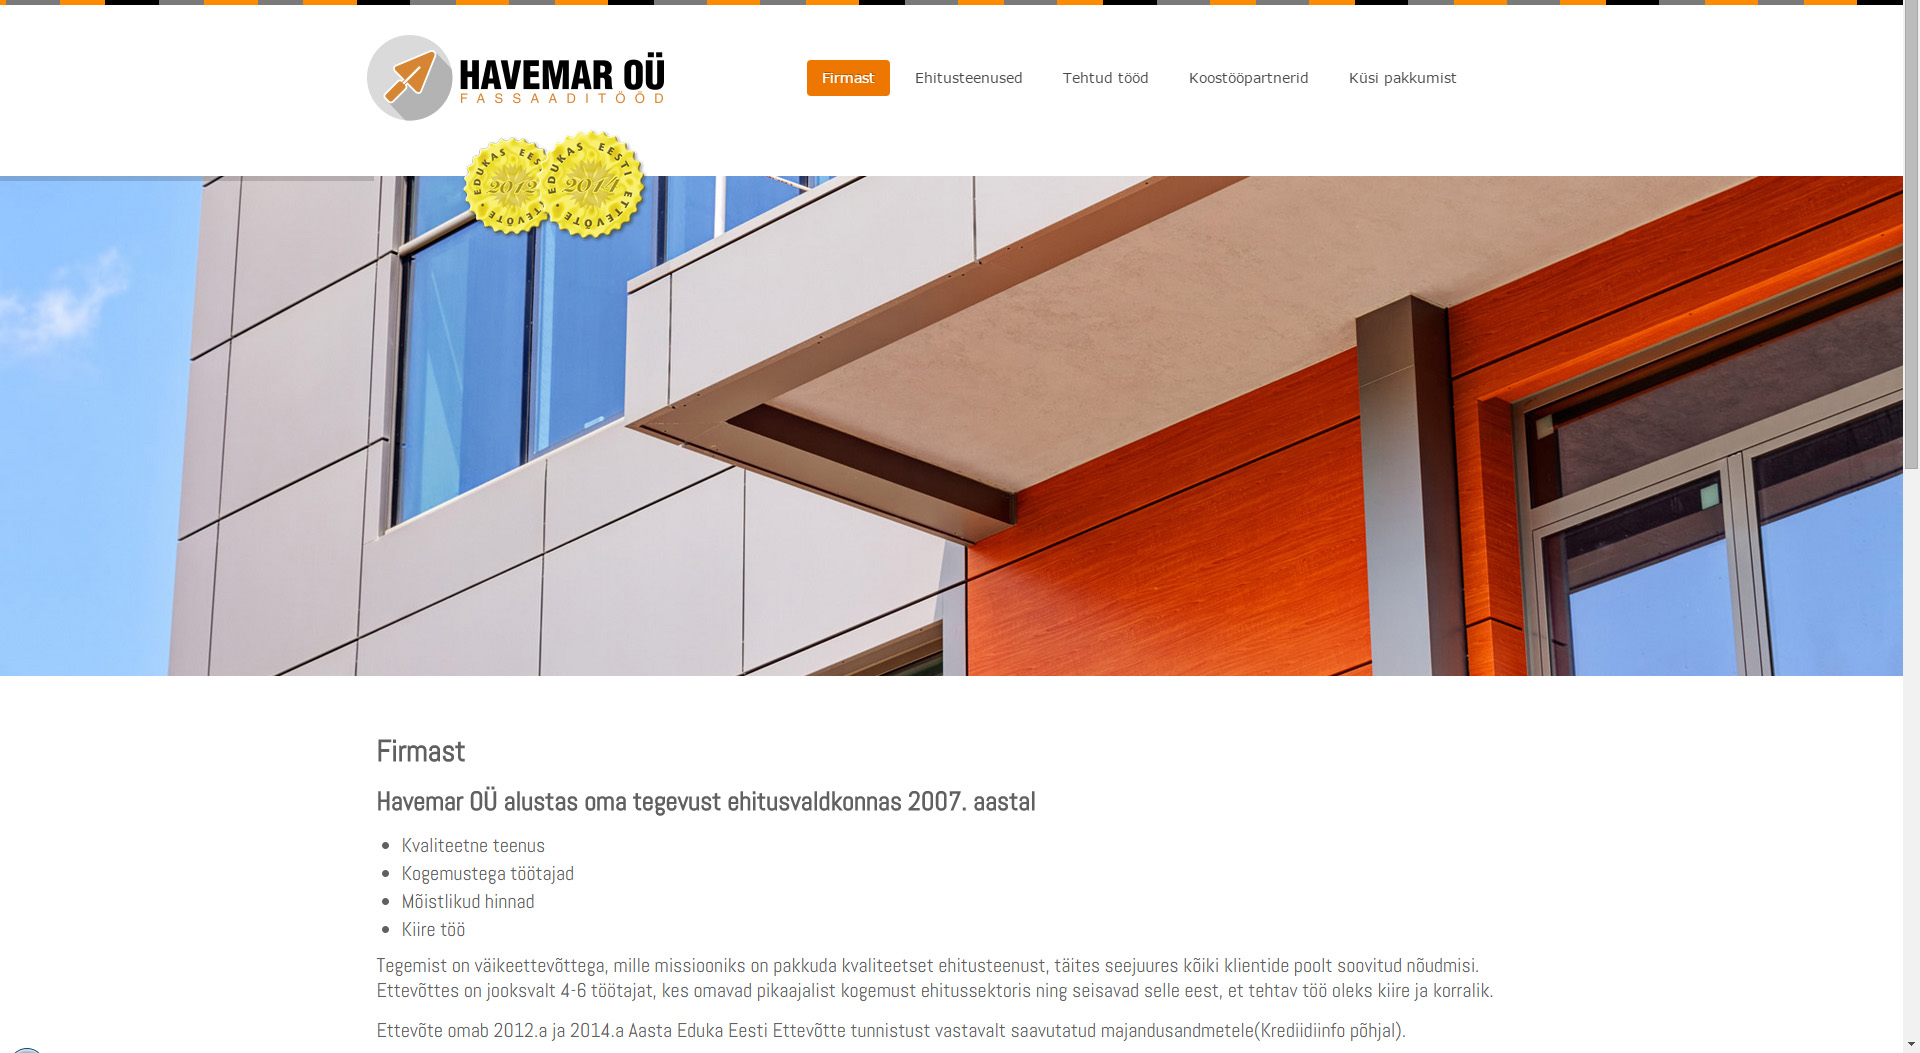 HAVEMAR OÜ
FASSAADITÖÖD
Firmast
Ehitusteenused
Tehtud tööd
Koostööpartnerid
Küsi pakkumist
EDUKAS EES
2012
TEVÕTE
EDUKAS EESTI ETTEVÕTE
2014
Firmast
Havemar OÜ alustas oma tegevust ehitusvaldkonnas 2007. aastal
Kvaliteetne teenus
Kogemustega töötajad
Mõistlikud hinnad
Kiire töö
Tegemist on väikeettevõttega, mille missiooniks on pakkuda kvaliteetset ehitusteenust, täites seejuures kõiki klientide poolt soovitud nõudmisi.
Ettevõttes on jooksvalt 4-6 töötajat, kes omavad pikaajalist kogemust ehitussektoris ning seisavad selle eest, et tehtav töö oleks kiire ja korralik.
Ettevõte omab 2012.a ja 2014.a Aasta Eduka Eesti Ettevõtte tunnistust vastavalt saavutatud majandusandmetele(Krediidiinfo põhjal).